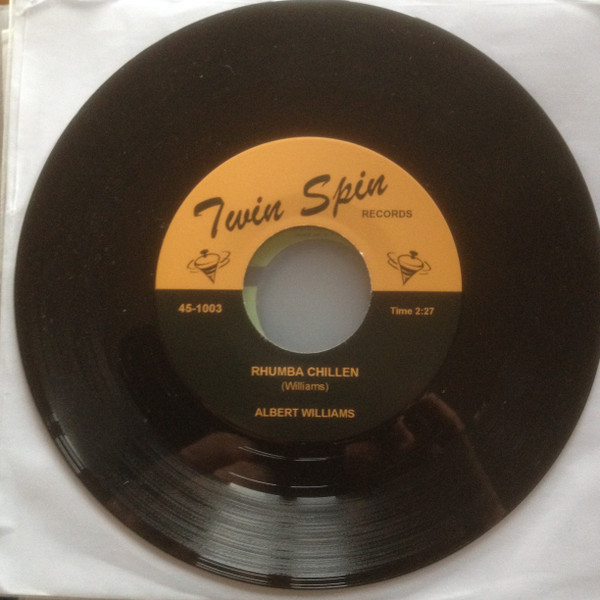 Twin Spin
RECORDS
45-1003
Time 2:27
RHUMBA CHILLEN
(Williams)
ALBERT WILLIAMS